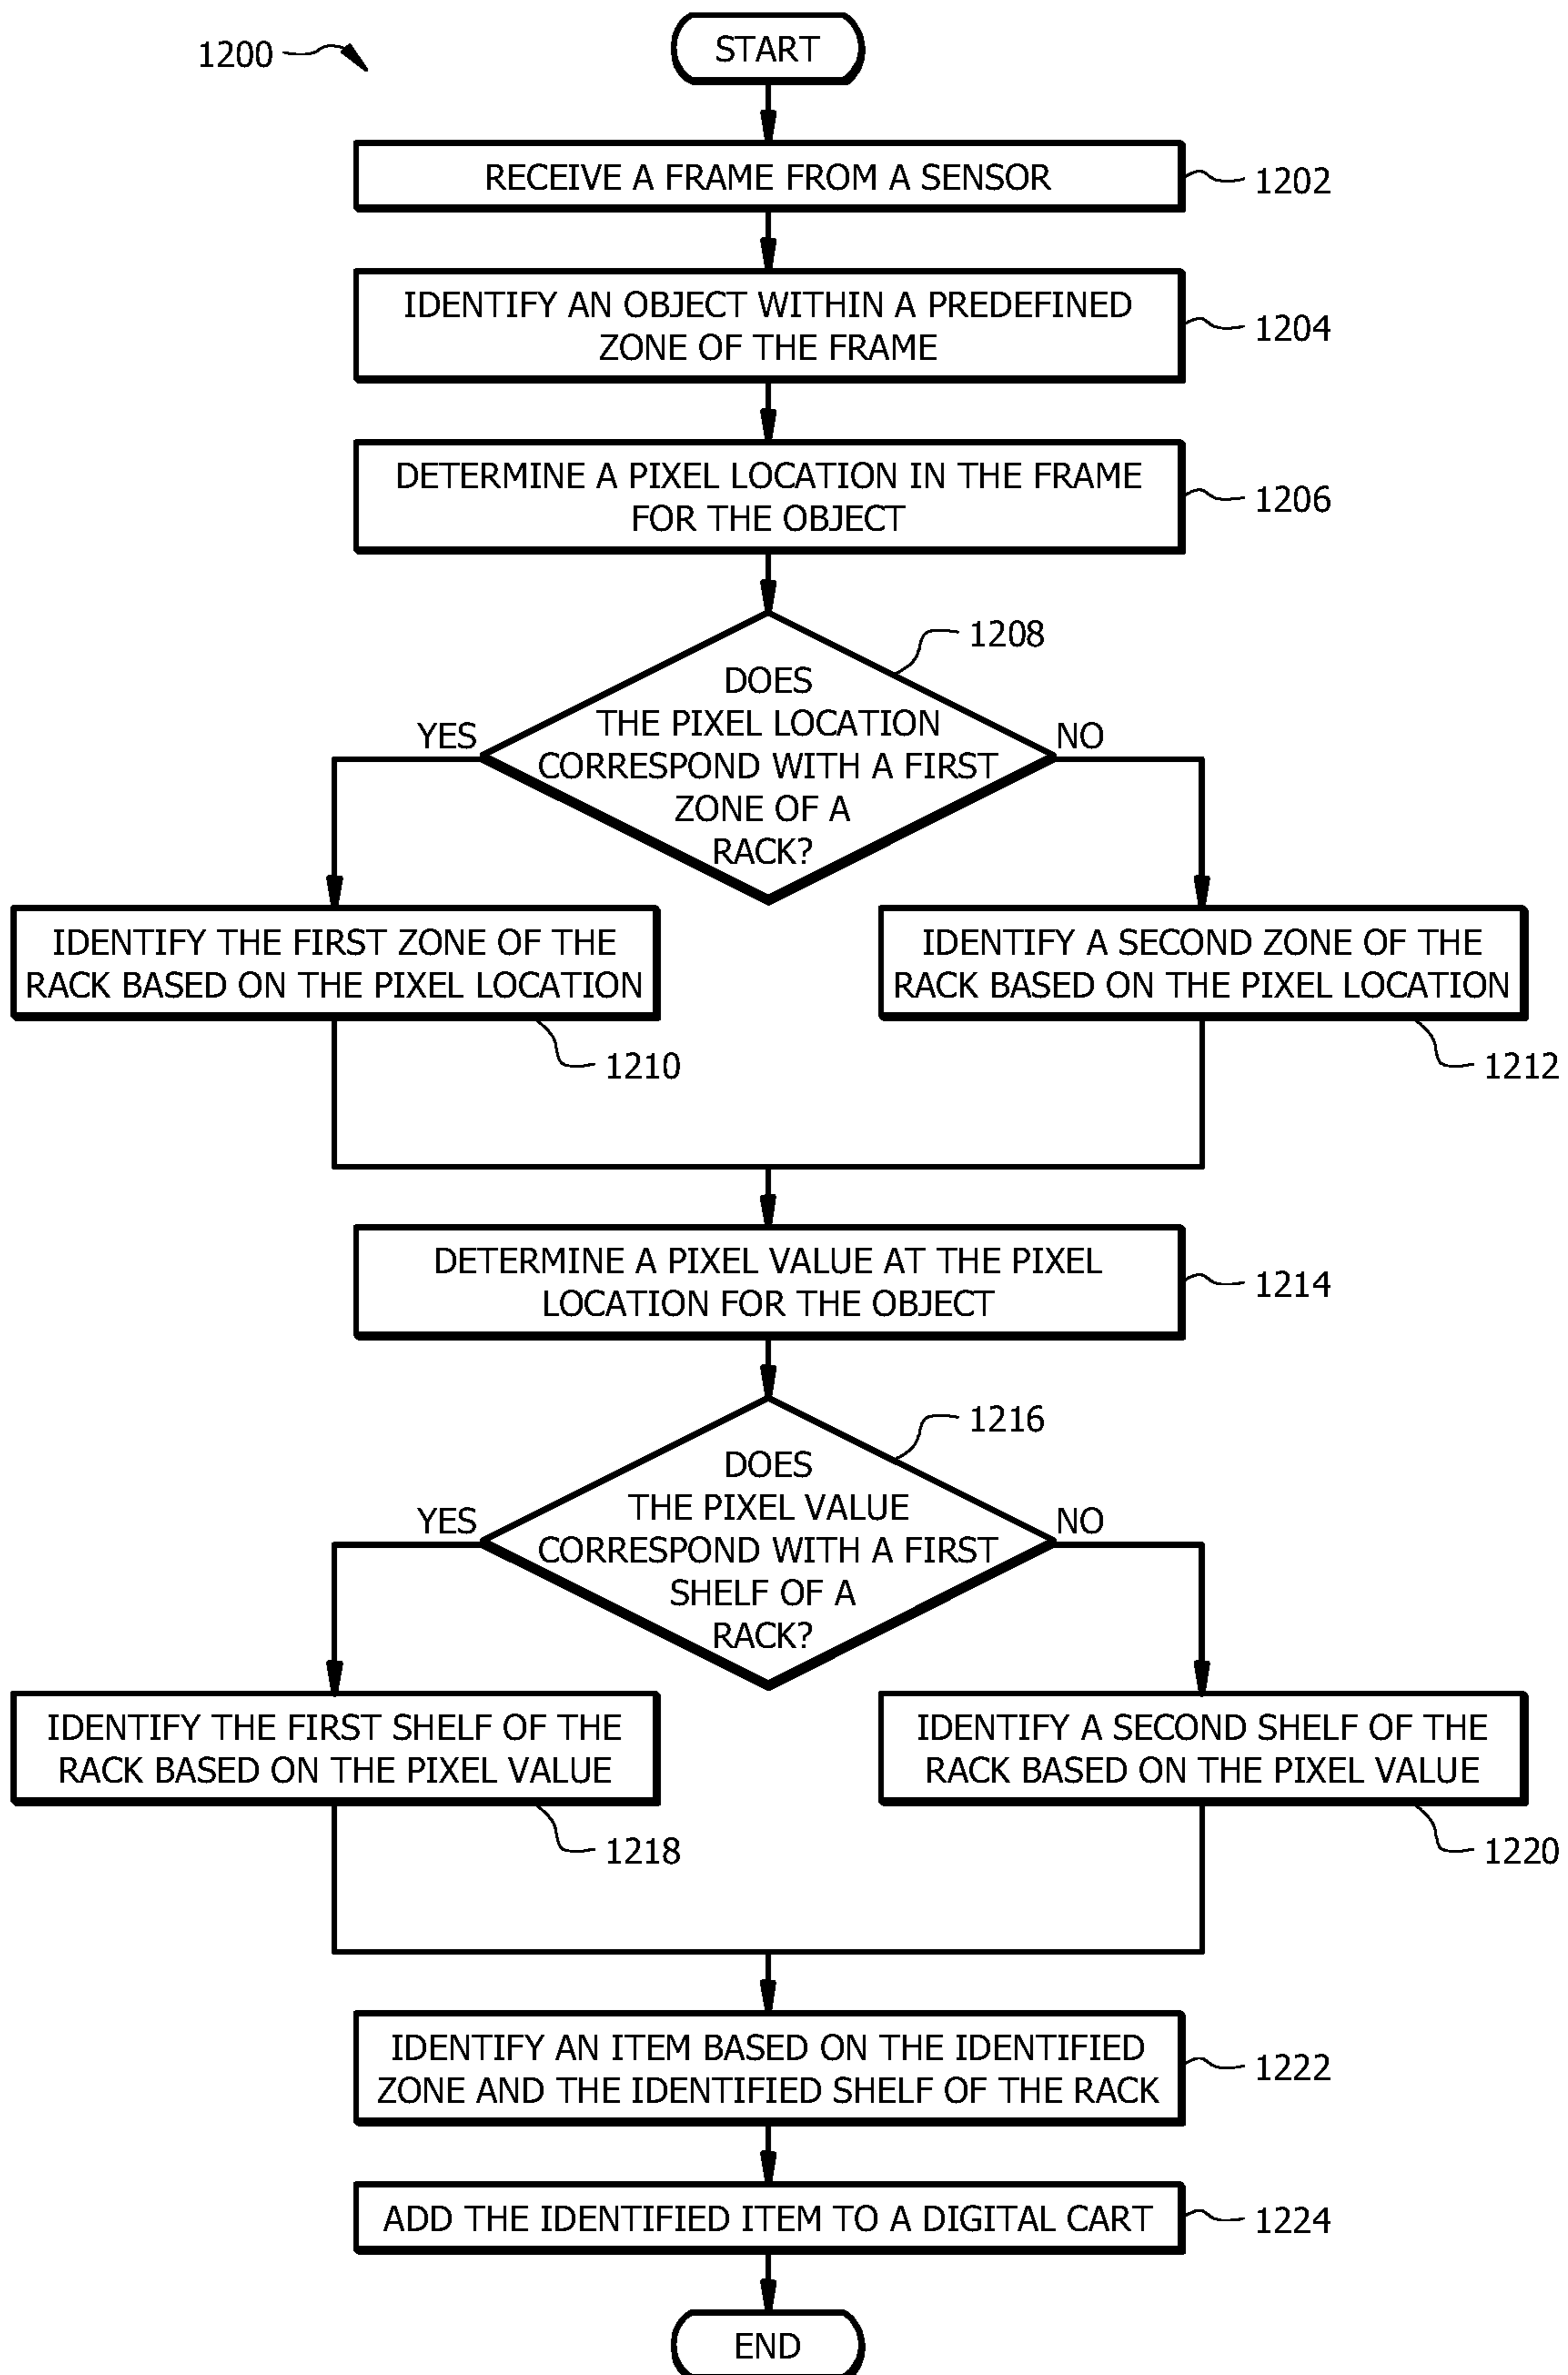 1200
START
RECEIVE A FRAME FROM A SENSOR
1202
IDENTIFY AN OBJECT WITHIN A PREDEFINED
ZONE OF THE FRAME
1204
DETERMINE A PIXEL LOCATION IN THE FRAME
FOR THE OBJECT
1206
1208
DOES
THE PIXEL LOCATION
CORRESPOND WITH A FIRST
ZONE OF A
RACK?
YES
NO
IDENTIFY THE FIRST ZONE OF THE
RACK BASED ON THE PIXEL LOCATION
1210
IDENTIFY A SECOND ZONE OF THE
RACK BASED ON THE PIXEL LOCATION
1212
DETERMINE A PIXEL VALUE AT THE PIXEL
LOCATION FOR THE OBJECT
1214
1216
DOES
THE PIXEL VALUE
CORRESPOND WITH A FIRST
SHELF OF A
RACK?
YES
NO
IDENTIFY THE FIRST SHELF OF THE
RACK BASED ON THE PIXEL VALUE
1218
IDENTIFY A SECOND SHELF OF THE
RACK BASED ON THE PIXEL VALUE
1220
IDENTIFY AN ITEM BASED ON THE IDENTIFIED
ZONE AND THE IDENTIFIED SHELF OF THE RACK
1222
ADD THE IDENTIFIED ITEM TO A DIGITAL CART
1224
END